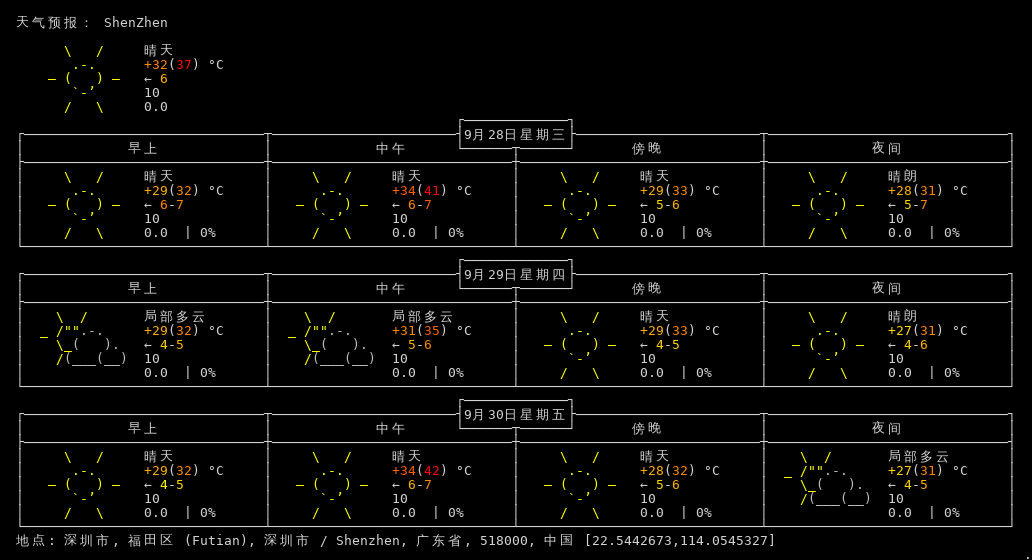 天气预报： ShenZhen
晴天
+32(37) °C
← 6
10
0.0
9月28日星期三
早上 中午 傍晚 夜间
晴天 晴天 晴天 晴朗
+29(32) °C +34(41) °C +29(33) °C +28(31) °C
← 6-7 ← 6-7 ← 5-6 ← 5-7
10 10 10 10
0.0 | 0% 0.0 | 0% 0.0 | 0% 0.0 | 0%
9月29日星期四
早上 中午 傍晚 夜间
局部多云 局部多云 晴天 晴朗
+29(32) °C +31(35) °C +29(33) °C +27(31) °C
← 4-5 ← 5-6 ← 4-5 ← 4-6
10 10 10 10
0.0 | 0% 0.0 | 0% 0.0 | 0% 0.0 | 0%
9月30日星期五
早上 中午 傍晚 夜间
晴天 晴天 晴天 局部多云
+29(32) °C +34(42) °C +28(32) °C +27(31) °C
← 4-5 ← 6-7 ← 5-6 ← 4-5
10 10 10 10
0.0 | 0% 0.0 | 0% 0.0 | 0% 0.0 | 0%
地点: 深圳市, 福田区 (Futian), 深圳市 / Shenzhen, 广东省, 518000, 中国 [22.5442673,114.0545327]